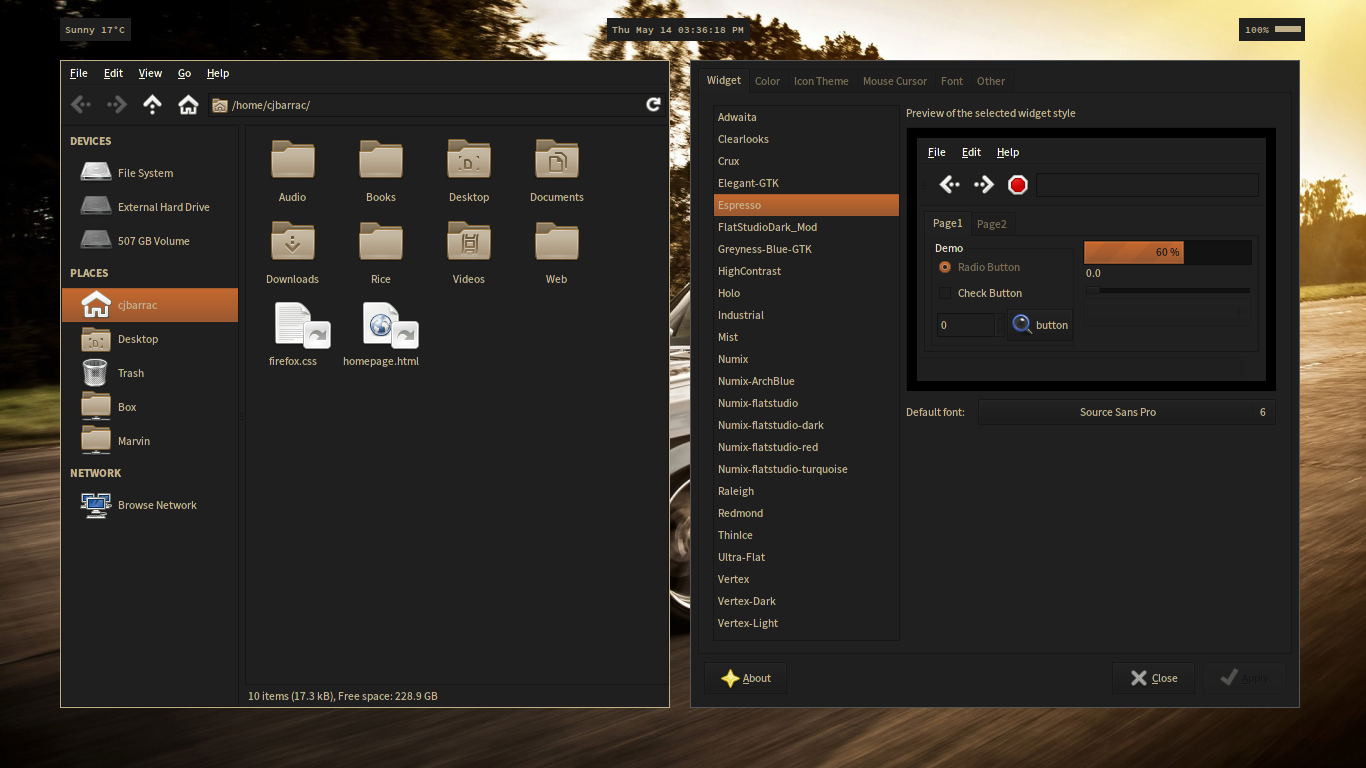 Sunny 17°C
Thu May 14 03:36:18 PM
100%
File Edit View Go Help
/home/cjbarrac/
DEVICES
File System
External Hard Drive
507 GB Volume
PLACES
cjbarrac
Desktop
Trash
Box
Marvin
NETWORK
Browse Network
Audio Books Desktop Documents
Downloads Rice Videos Web
firefox.css homepage.html
10 items (17.3 kB), Free space: 228.9 GB
Widget Color Icon Theme Mouse Cursor Font Other
Adwaita
Clearlooks
Crux
Elegant-GTK
Espresso
FlatStudioDark_Mod
Greyness-Blue-GTK
HighContrast
Holo
Industrial
Mist
Numix
Numix-ArchBlue
Numix-flatstudio
Numix-flatstudio-dark
Numix-flatstudio-red
Numix-flatstudio-turquoise
Raleigh
Redmond
ThinIce
Ultra-Flat
Vertex
Vertex-Dark
Vertex-Light
Preview of the selected widget style
File Edit Help
Page1 Page2
Demo
Radio Button
Check Button
0
button
60 %
0.0
Default font: Source Sans Pro 6
About
Close
Apply